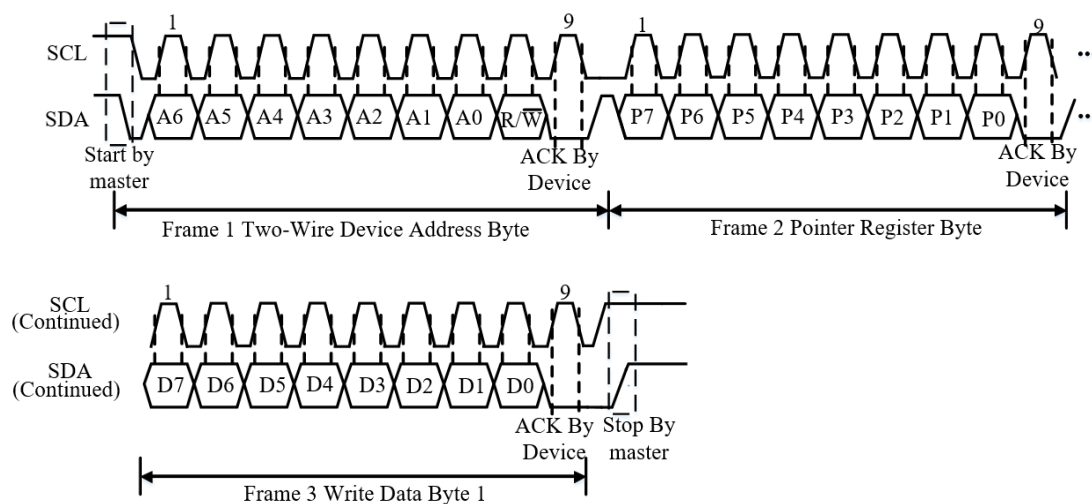 1 9 1 9
SCL ...
SDA A6 A5 A4 A3 A2 A1 A0 R/W̅ P7 P6 P5 P4 P3 P2 P1 P0 ...
Start by ACK By ACK By
master Device Device
Frame 1 Two-Wire Device Address Byte Frame 2 Pointer Register Byte
1 9
SCL
(Continued)
SDA D7 D6 D5 D4 D3 D2 D1 D0
(Continued)
ACK By Stop By
Device master
Frame 3 Write Data Byte 1